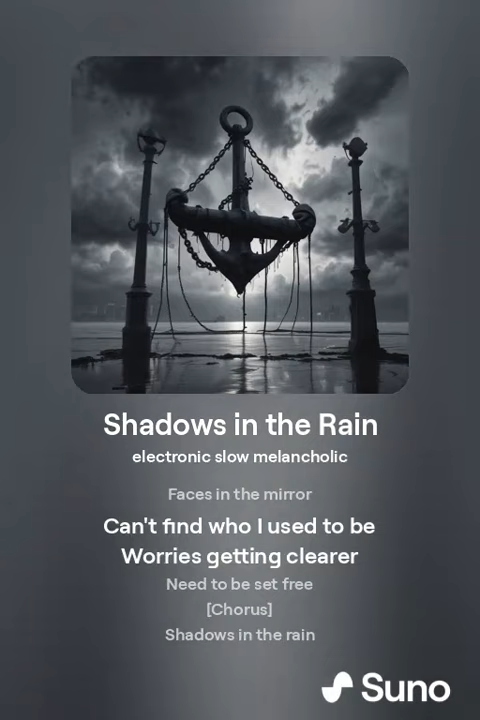 Shadows in the Rain
electronic slow melancholic
Faces in the mirror
Can't find who I used to be
Worries getting clearer
Need to be set free
[Chorus]
Shadows in the rain
Suno